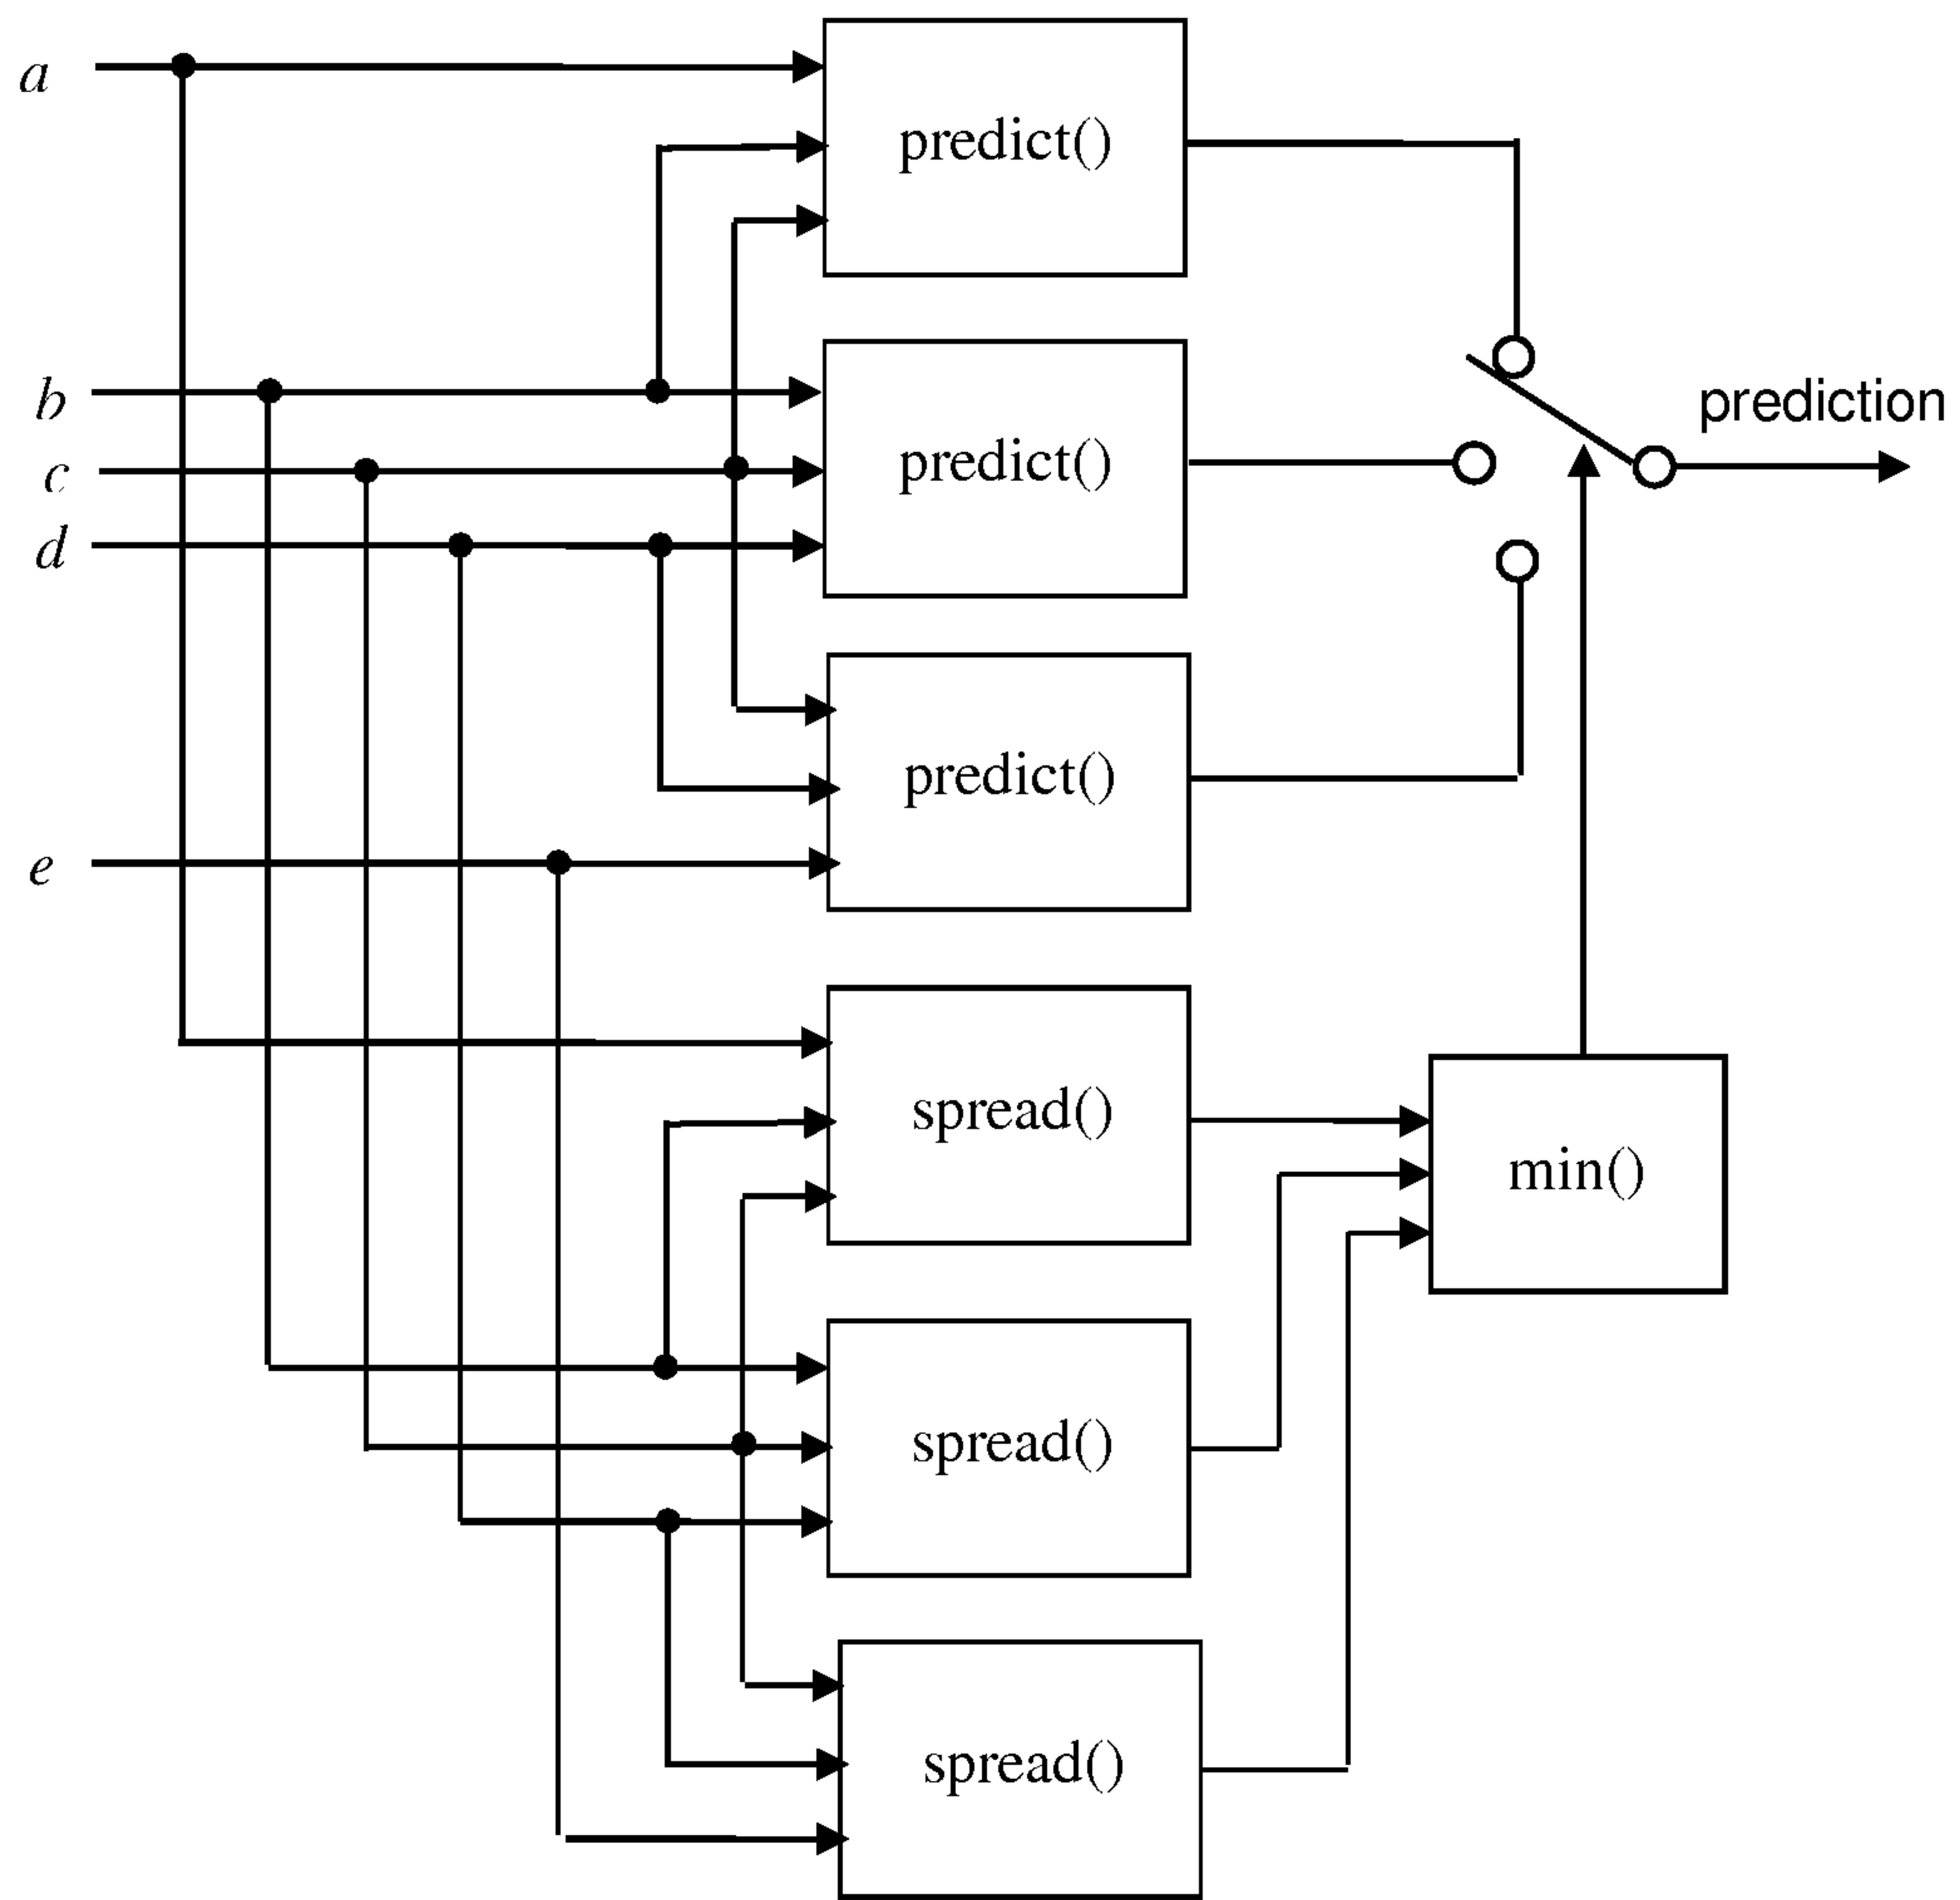 a
predict()
b
predict()
prediction
c
d
predict()
e
spread()
min()
spread()
spread()